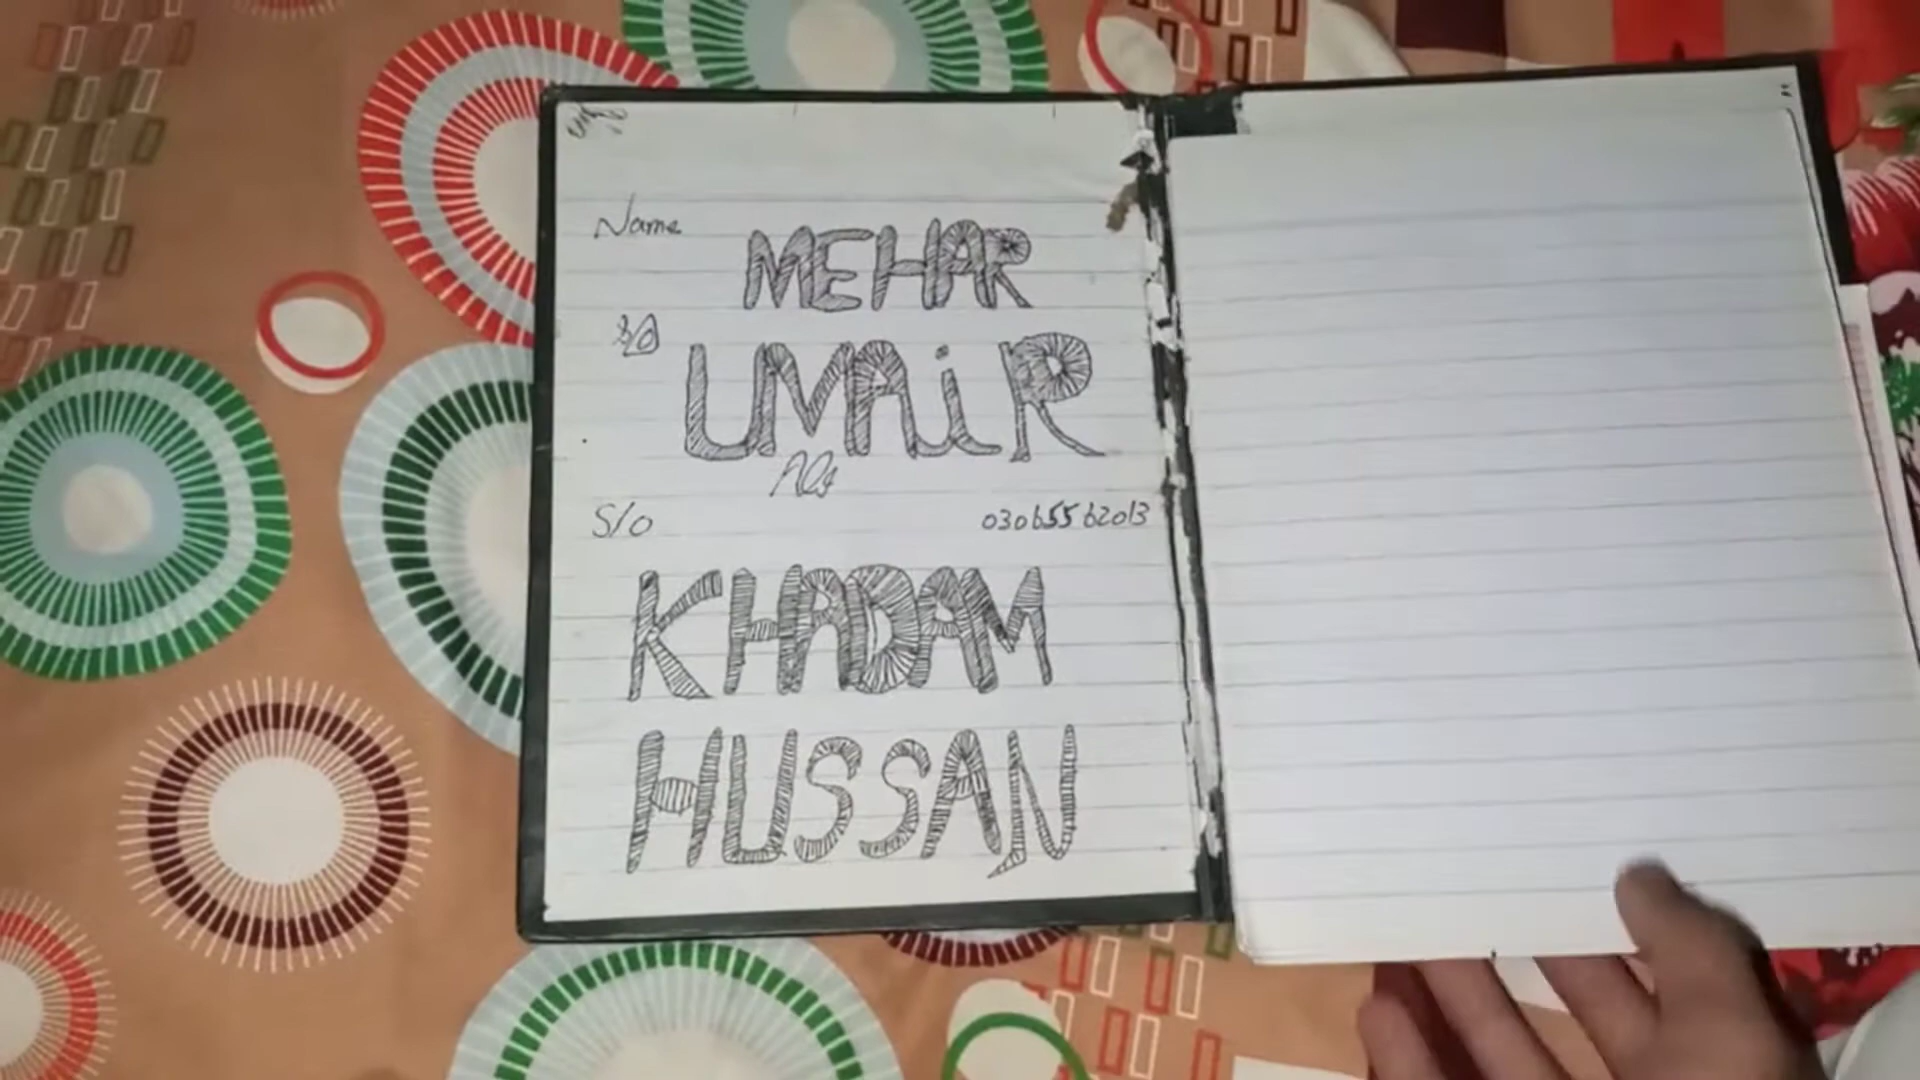 Name
MEHAR
UMAiR
S/o 03065562013
KHADAM
HUSSAN